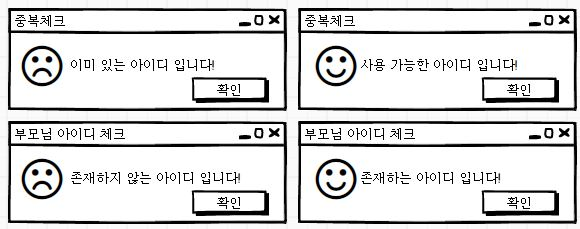 중복체크
이미 있는 아이디 입니다!
확인
중복체크
사용 가능한 아이디 입니다!
확인
부모님 아이디 체크
존재하지 않는 아이디 입니다!
확인
부모님 아이디 체크
존재하는 아이디 입니다!
확인